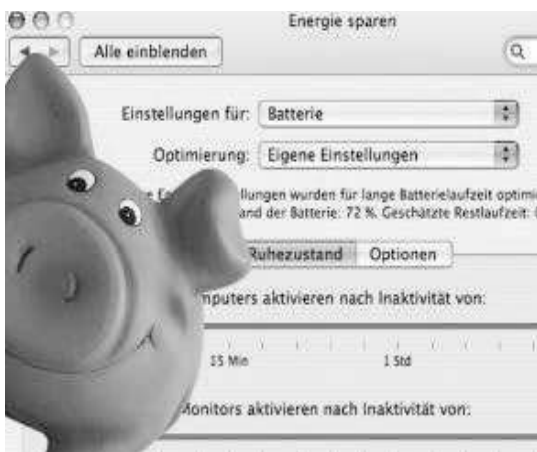 Energie sparen
Alle einblenden
Einstellungen für: Batterie
Optimierung: Eigene Einstellungen
llungen wurden für lange Batterielaufzeit optimi
and der Batterie: 72 %. Geschätzte Restlaufzeit:
Ruhezustand Optionen
mputers aktivieren nach Inaktivität von:
15 Min 1 Std
Monitors aktivieren nach Inaktivität von: